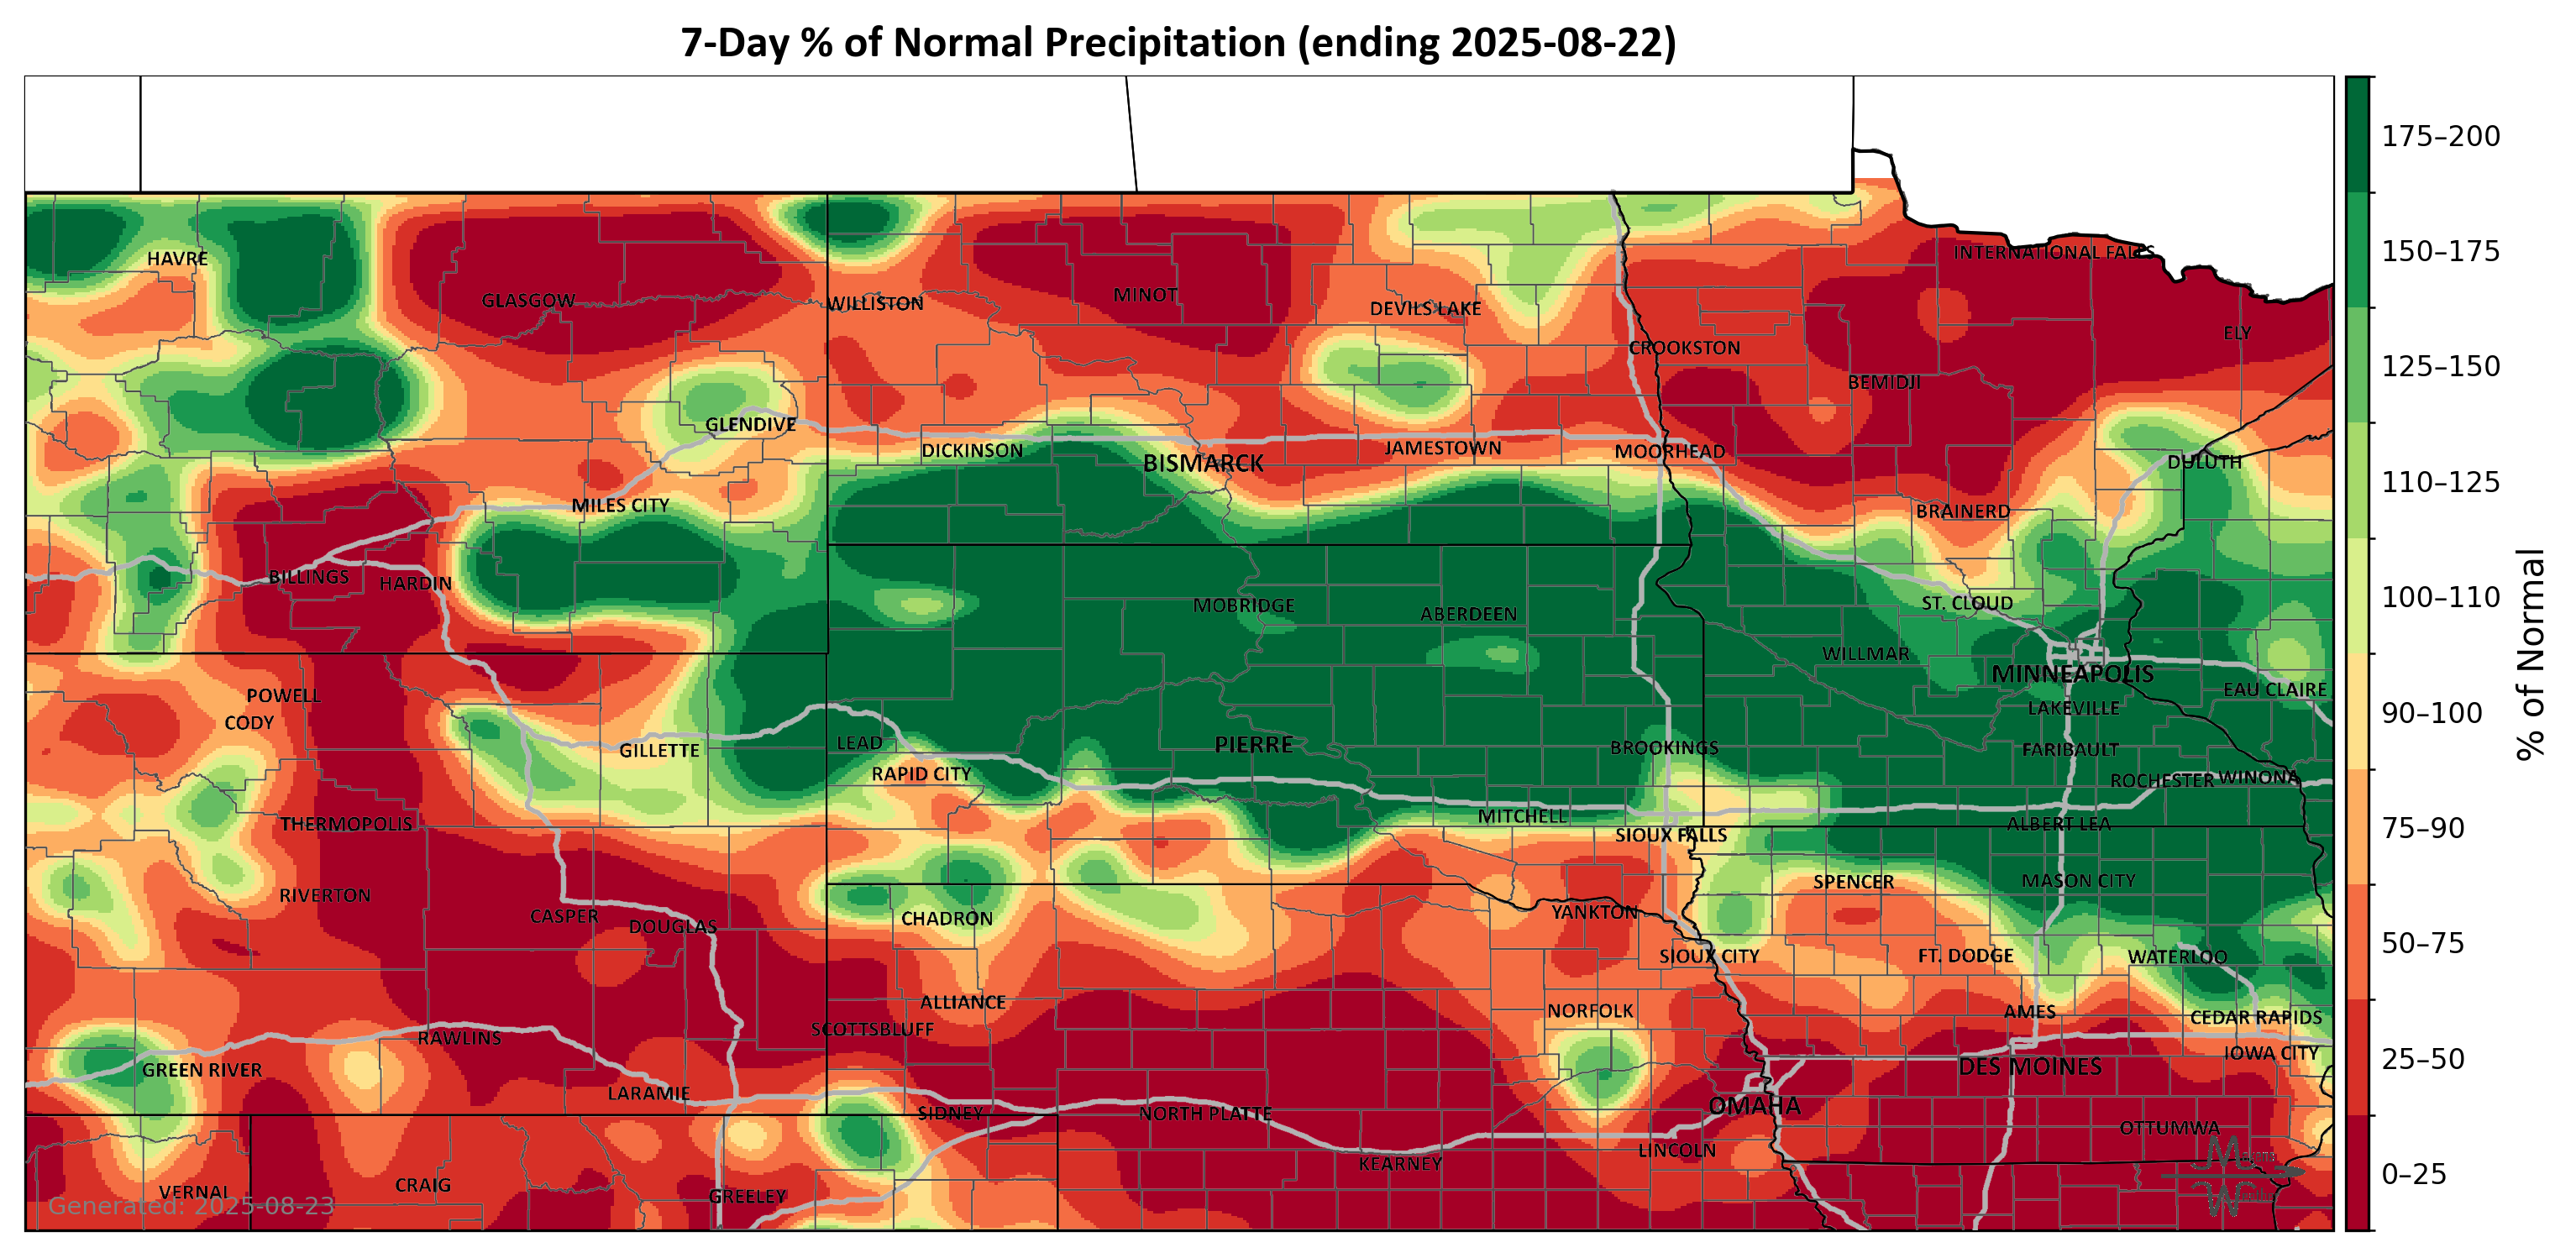 7-Day % of Normal Precipitation (ending 2025-08-22)
175–200
INTERNATIONAL FALLS
HAVRE
150–175
GLASGOW
WILLISTON
MINOT
DEVILS LAKE
ELY
CROOKSTON
125–150
BEMIDJI
GLENDIVE
DICKINSON
BISMARCK
JAMESTOWN
MOORHEAD
DULUTH
110–125
MILES CITY
BRAINERD
BILLINGS
HARDIN
MOBRIDGE
ABERDEEN
ST. CLOUD
100–110
WILLMAR
MINNEAPOLIS
% of Normal
POWELL
EAU CLAIRE
CODY
LAKEVILLE
90–100
GILLETTE
LEAD
PIERRE
BROOKINGS
FARIBAULT
RAPID CITY
ROCHESTER
WINONA
THERMOPOLIS
MITCHELL
ALBERT LEA
75–90
SIOUX FALLS
RIVERTON
SPENCER
MASON CITY
CASPER
DOUGLAS
CHADRON
YANKTON
SIOUX CITY
FT. DODGE
WATERLOO
50–75
ALLIANCE
NORFOLK
AMES
CEDAR RAPIDS
RAWLINS
SCOTTSBLUFF
IOWA CITY
GREEN RIVER
DES MOINES
25–50
LARAMIE
SIDNEY
NORTH PLATTE
OMAHA
OTTUMWA
LINCOLN
KEARNEY
0–25
VERNAL
CRAIG
GREELEY
Generated: 2025-08-23
M
W